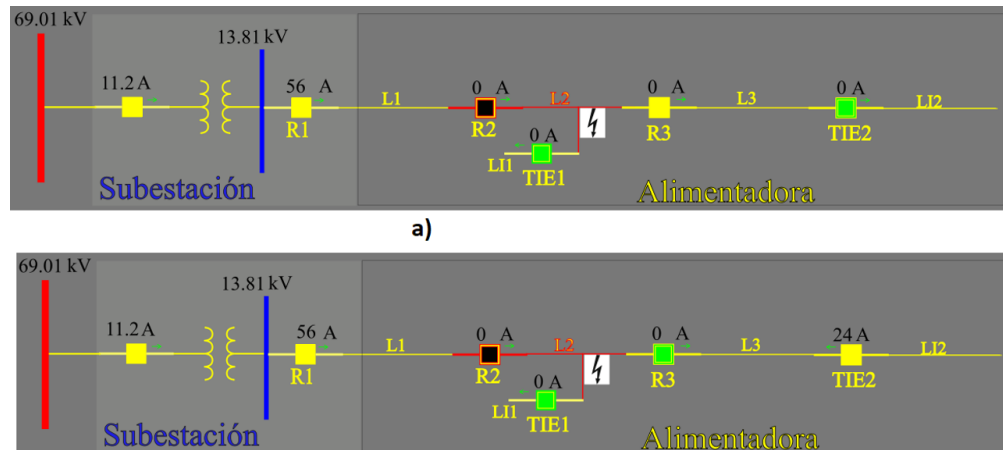 69.01 kV
13.81 kV
11.2 A
56 A
0 A
0 A
0 A
L1
L2
L3
LI2
R1
R2
R3
TIE2
0 A
LI1
TIE1
Subestación
Alimentadora
a)
69.01 kV
13.81 kV
11.2 A
56 A
0 A
0 A
24 A
L1
L2
L3
LI2
R1
R2
R3
TIE2
0 A
LI1
TIE1
Subestación
Alimentadora